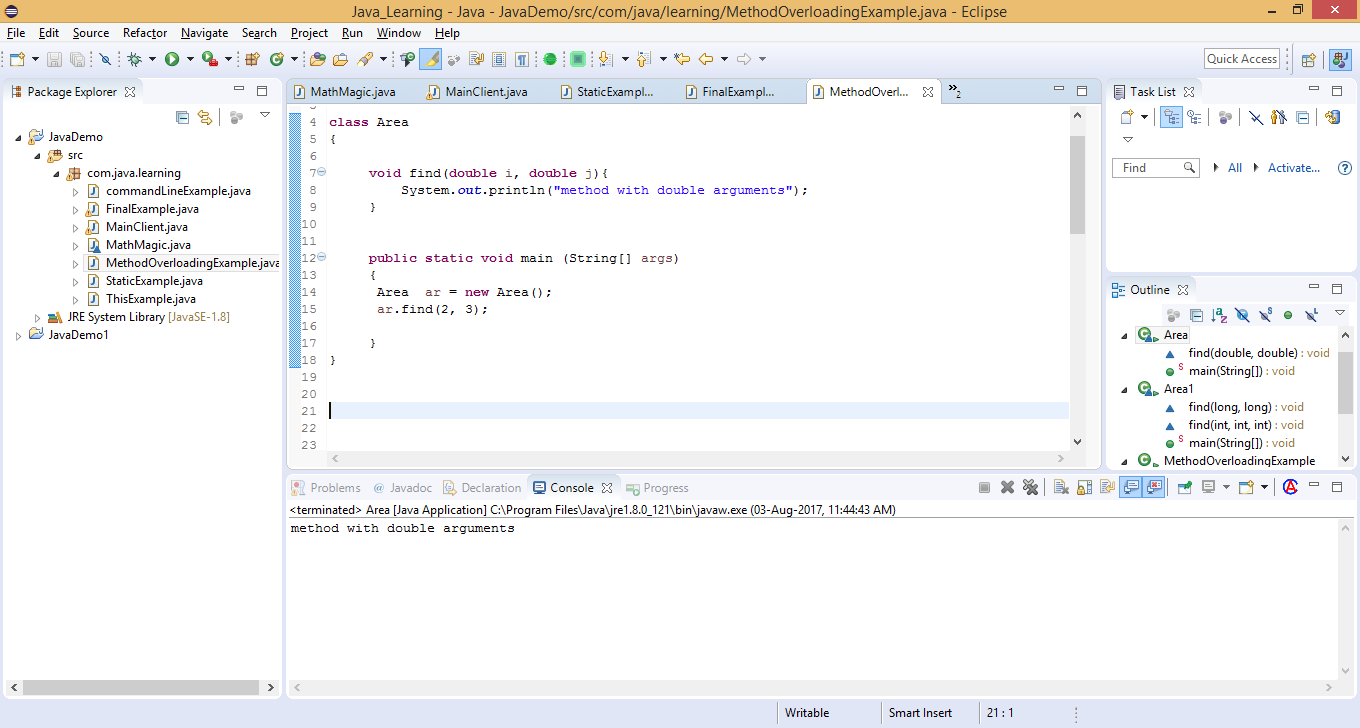 Java_Learning - Java - JavaDemo/src/com/java/learning/MethodOverloadingExample.java - Eclipse
File Edit Source Refactor Navigate Search Project Run Window Help
Quick Access
Package Explorer
JavaDemo
src
com.java.learning
commandLineExample.java
FinalExample.java
MainClient.java
MathMagic.java
MethodOverloadingExample.java
StaticExample.java
ThisExample.java
JRE System Library [JavaSE-1.8]
JavaDemo1
MathMagic.java MainClient.java StaticExampl... FinalExampl... MethodOverl... »2
4 class Area
5 {
6
7 void find(double i, double j){
8 System.out.println("method with double arguments");
9 }
10
11
12 public static void main (String[] args)
13 {
14 Area  ar = new Area();
15 ar.find(2, 3);
16
17 }
18 }
19
20
21
22
23
Task List
Find All Activate...
Outline
Area
find(double, double) : void
main(String[]) : void
Area1
find(long, long) : void
find(int, int, int) : void
main(String[]) : void
MethodOverloadingExample
Problems @ Javadoc Declaration Console Progress
<terminated> Area [Java Application] C:\Program Files\Java\jre1.8.0_121\bin\javaw.exe (03-Aug-2017, 11:44:43 AM)
method with double arguments
Writable Smart Insert 21 : 1